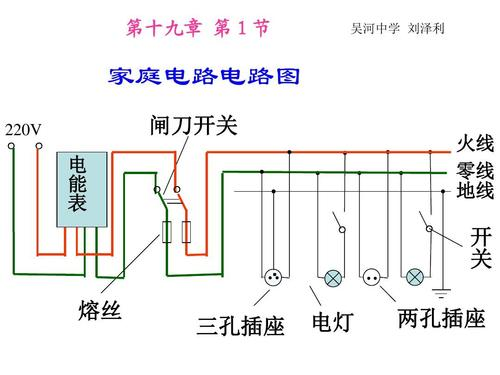 第十九章 第1节
吴河中学 刘泽利
家庭电路电路图
220V
闸刀开关
火线
零线
地线
电能表
开关
熔丝
三孔插座
电灯
两孔插座